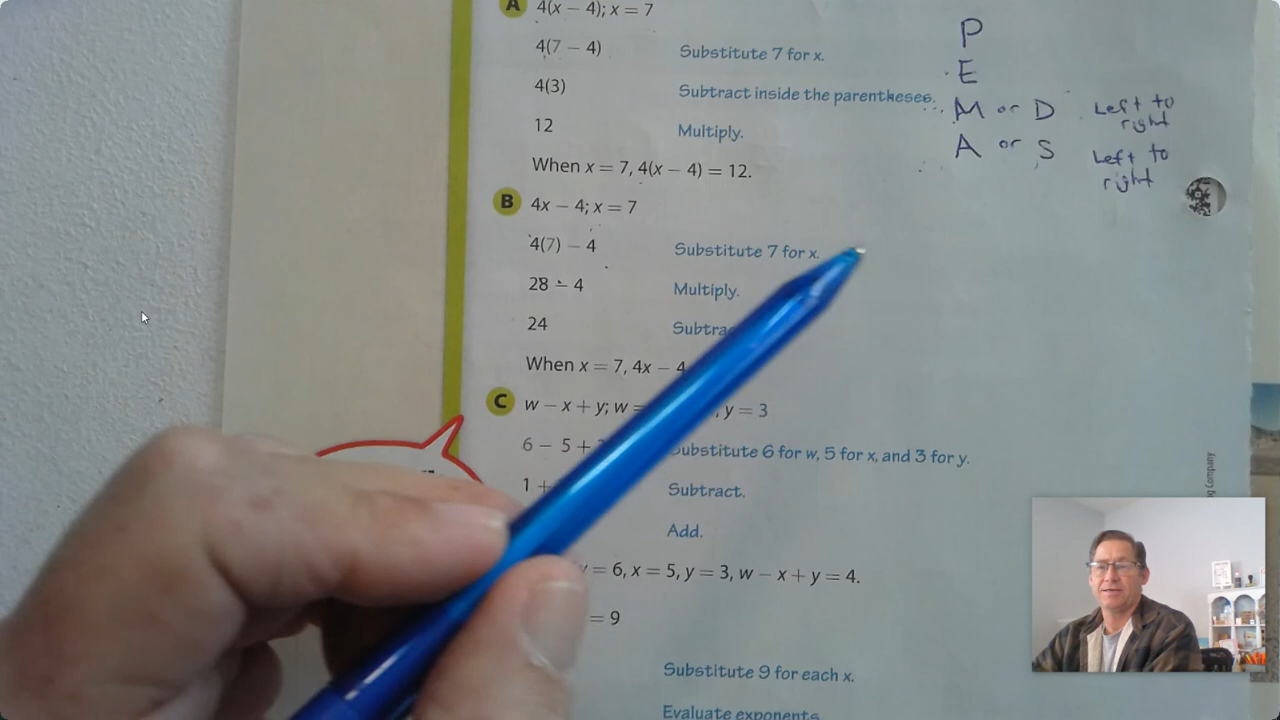 A 4(x − 4); x = 7
4(7 − 4) Substitute 7 for x.
4(3) Subtract inside the parentheses.
12 Multiply.
When x = 7, 4(x − 4) = 12.
B 4x − 4; x = 7
4(7) − 4 Substitute 7 for x.
28 − 4 Multiply.
24
When x = 7, 4x − 4
C w − x + y; w = , y = 3
6 − 5 + Substitute 6 for w, 5 for x, and 3 for y.
1 + Subtract.
Add.
= 6, x = 5, y = 3, w − x + y = 4.
= 9
Substitute 9 for each x.
Evaluate exponents.
P
E
M or D Left to
right
A or S Left to
right
Company